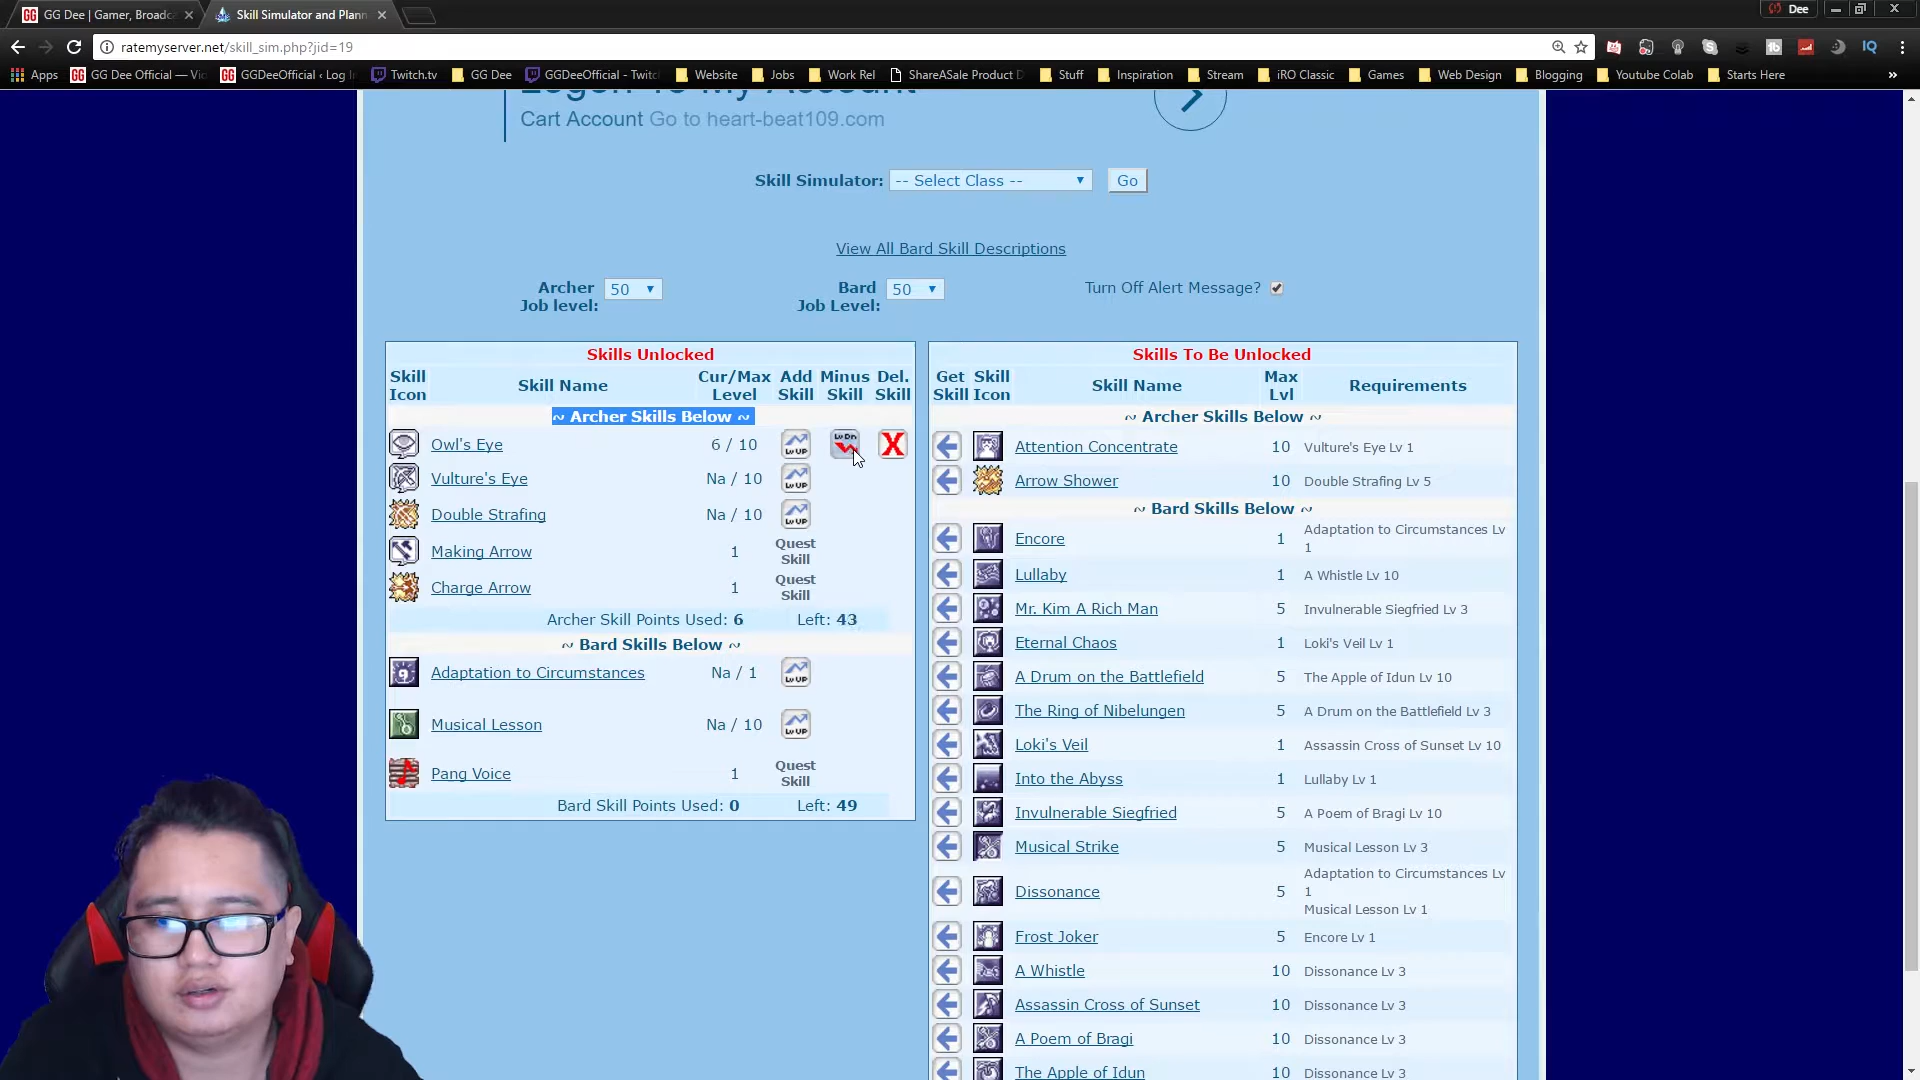 GG Dee | Gamer, Broadc
Skill Simulator and Plann
Dee
ratemyserver.net/skill_sim.php?jid=19
Apps
GG Dee Official — Vi
GGDeeOfficial ‹ Log I
Twitch.tv
GG Dee
GGDeeOfficial - Twitc
Website
Jobs
Work Rel
ShareASale Product D
Stuff
Inspiration
Stream
iRO Classic
Games
Web Design
Blogging
Youtube Colab
Starts Here
Logon To My Account
Cart Account Go to heart-beat109.com
Skill Simulator: -- Select Class -- Go
View All Bard Skill Descriptions
Archer Job level: 50
Bard Job Level: 50
Turn Off Alert Message?
Skills Unlocked
Skill Icon Skill Name Cur/Max Level Add Skill Minus Skill Del. Skill
~ Archer Skills Below ~
Owl's Eye 6 / 10 Lv UP Lv Dn X
Vulture's Eye Na / 10 Lv UP
Double Strafing Na / 10 Lv UP
Making Arrow 1 Quest Skill
Charge Arrow 1 Quest Skill
Archer Skill Points Used: 6 Left: 43
~ Bard Skills Below ~
Adaptation to Circumstances Na / 1 Lv UP
Musical Lesson Na / 10 Lv UP
Pang Voice 1 Quest Skill
Bard Skill Points Used: 0 Left: 49
Skills To Be Unlocked
Get Skill Skill Icon Skill Name Max Lvl Requirements
~ Archer Skills Below ~
Attention Concentrate 10 Vulture's Eye Lv 1
Arrow Shower 10 Double Strafing Lv 5
~ Bard Skills Below ~
Encore 1 Adaptation to Circumstances Lv 1
Lullaby 1 A Whistle Lv 10
Mr. Kim A Rich Man 5 Invulnerable Siegfried Lv 3
Eternal Chaos 1 Loki's Veil Lv 1
A Drum on the Battlefield 5 The Apple of Idun Lv 10
The Ring of Nibelungen 5 A Drum on the Battlefield Lv 3
Loki's Veil 1 Assassin Cross of Sunset Lv 10
Into the Abyss 1 Lullaby Lv 1
Invulnerable Siegfried 5 A Poem of Bragi Lv 10
Musical Strike 5 Musical Lesson Lv 3
Dissonance 5 Adaptation to Circumstances Lv 1
Musical Lesson Lv 1
Frost Joker 5 Encore Lv 1
A Whistle 10 Dissonance Lv 3
Assassin Cross of Sunset 10 Dissonance Lv 3
A Poem of Bragi 10 Dissonance Lv 3
The Apple of Idun 10 Dissonance Lv 3